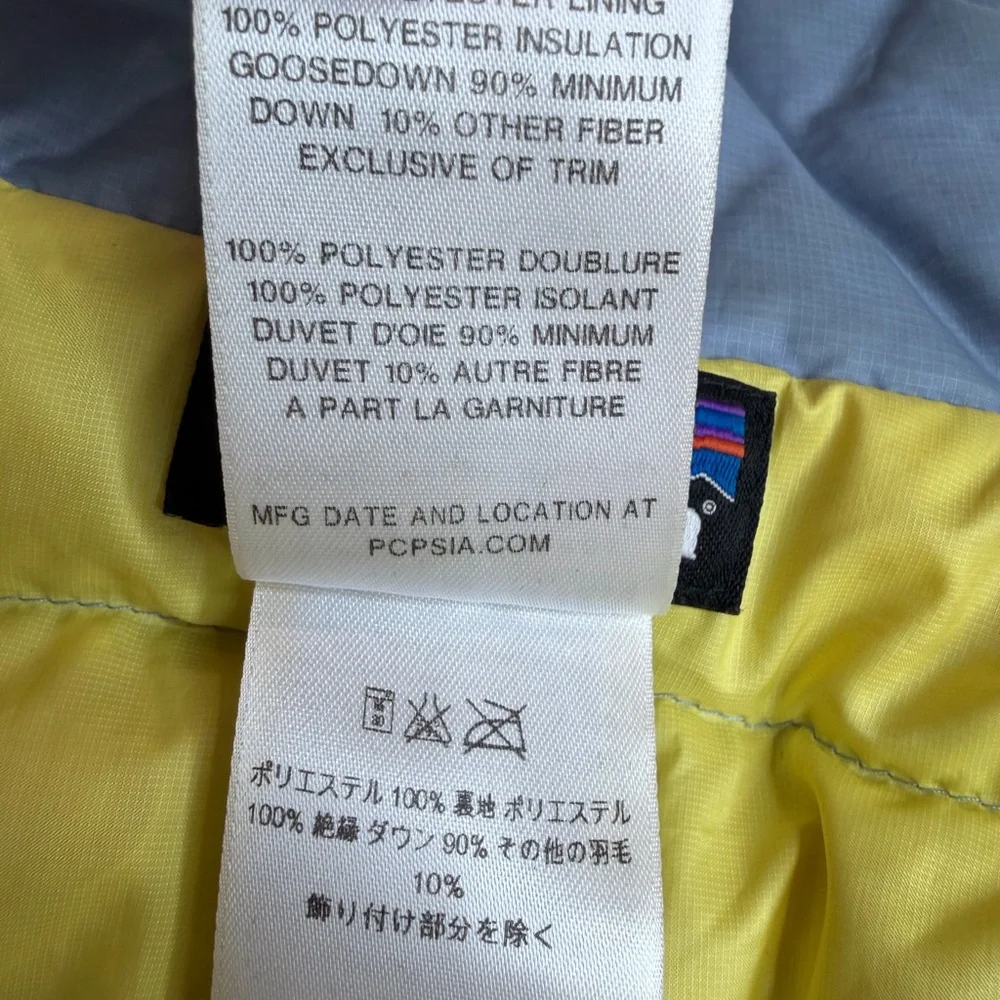 POLYESTER LINING
100% POLYESTER INSULATION
GOOSEDOWN 90% MINIMUM
DOWN 10% OTHER FIBER
EXCLUSIVE OF TRIM
100% POLYESTER DOUBLURE
100% POLYESTER ISOLANT
DUVET D'OIE 90% MINIMUM
DUVET 10% AUTRE FIBRE
A PART LA GARNITURE
MFG DATE AND LOCATION AT
PCPSIA.COM
30
ポリエステル 100% 裏地 ポリエステル
100% 絶縁 ダウン 90% その他の羽毛
10%
飾り付け部分を除く